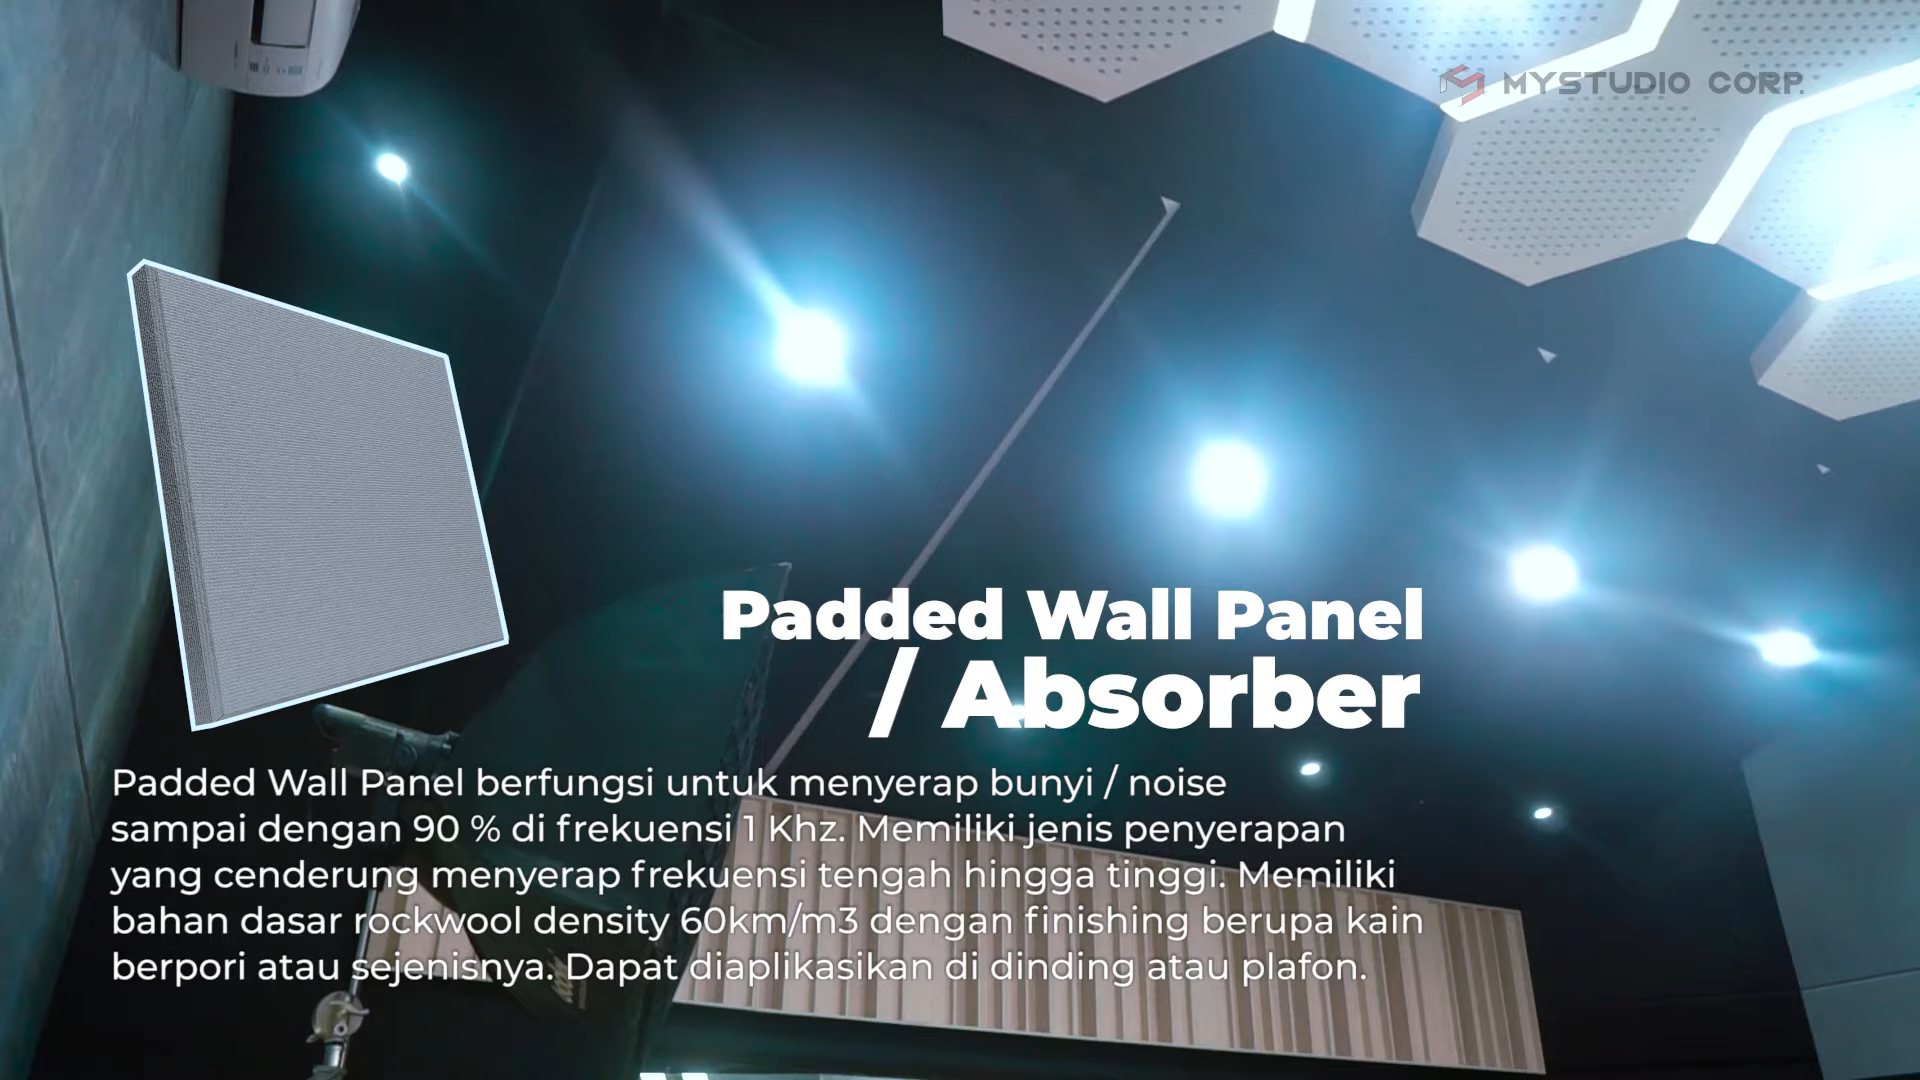 MYSTUDIO CORP.
Padded Wall Panel
/ Absorber
Padded Wall Panel berfungsi untuk menyerap bunyi / noise
sampai dengan 90 % di frekuensi 1 Khz. Memiliki jenis penyerapan
yang cenderung menyerap frekuensi tengah hingga tinggi. Memiliki
bahan dasar rockwool density 60km/m3 dengan finishing berupa kain
berpori atau sejenisnya. Dapat diaplikasikan di dinding atau plafon.